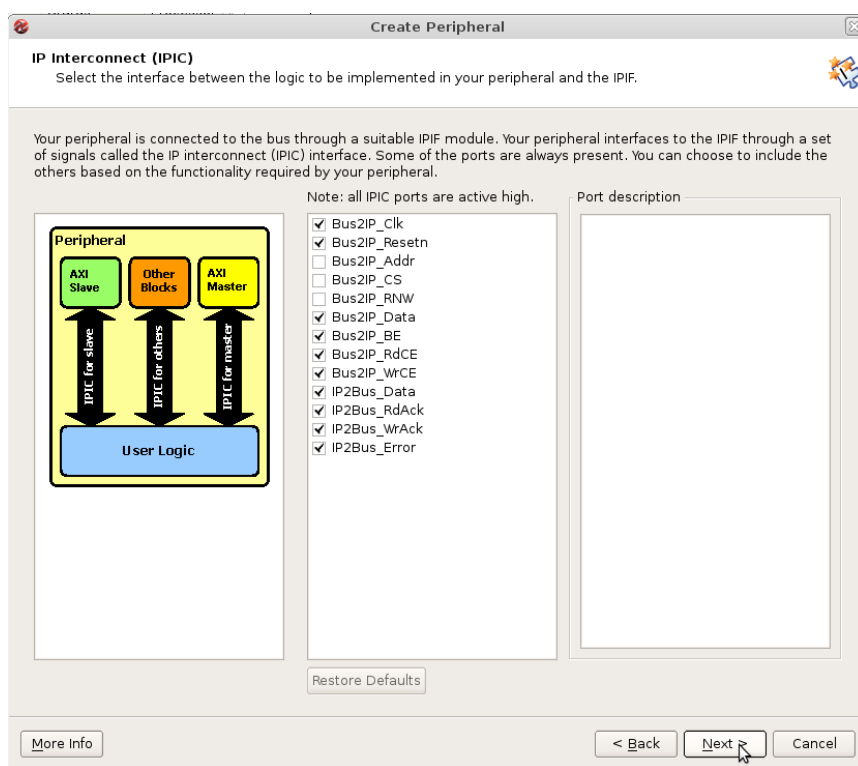 Create Peripheral
IP Interconnect (IPIC)
Select the interface between the logic to be implemented in your peripheral and the IPIF.
Your peripheral is connected to the bus through a suitable IPIF module. Your peripheral interfaces to the IPIF through a set
of signals called the IP interconnect (IPIC) interface. Some of the ports are always present. You can choose to include the
others based on the functionality required by your peripheral.
Note: all IPIC ports are active high.
Port description
Peripheral
AXI
Slave
Other
Blocks
AXI
Master
IPIC for slave
IPIC for others
IPIC for master
User Logic
Bus2IP_Clk
Bus2IP_Resetn
Bus2IP_Addr
Bus2IP_CS
Bus2IP_RNW
Bus2IP_Data
Bus2IP_BE
Bus2IP_RdCE
Bus2IP_WrCE
IP2Bus_Data
IP2Bus_RdAck
IP2Bus_WrAck
IP2Bus_Error
Restore Defaults
More Info
< Back
Next >
Cancel